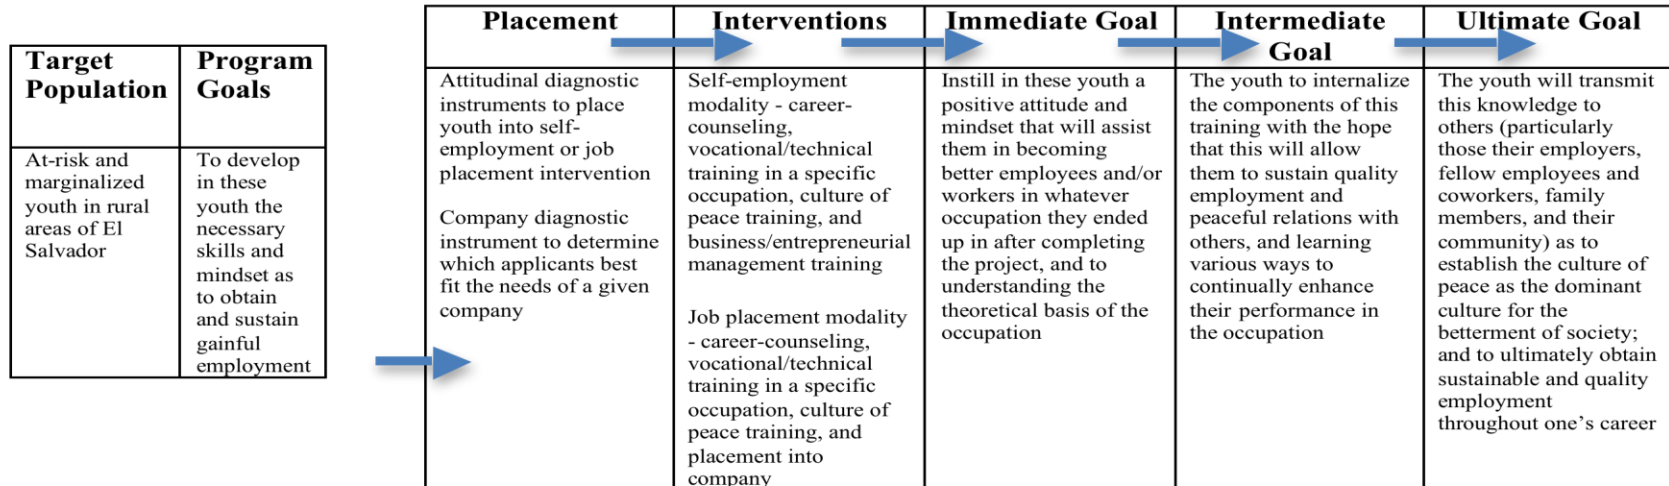 Target
Population
Program
Goals
At-risk and
marginalized
youth in rural
areas of El
Salvador
To develop
in these
youth the
necessary
skills and
mindset as
to obtain
and sustain
gainful
employment
Placement
Interventions
Immediate Goal
Intermediate
Goal
Ultimate Goal
Attitudinal diagnostic
instruments to place
youth into self-
employment or job
placement intervention
Company diagnostic
instrument to determine
which applicants best
fit the needs of a given
company
Self-employment
modality - career-
counseling,
vocational/technical
training in a specific
occupation, culture of
peace training, and
business/entrepreneurial
management training
Job placement modality
- career-counseling,
vocational/technical
training in a specific
occupation, culture of
peace training, and
placement into
company
Instill in these youth a
positive attitude and
mindset that will assist
them in becoming
better employees and/or
workers in whatever
occupation they ended
up in after completing
the project, and to
understanding the
theoretical basis of the
occupation
The youth to internalize
the components of this
training with the hope
that this will allow
them to sustain quality
employment and
peaceful relations with
others, and learning
various ways to
continually enhance
their performance in
the occupation
The youth will transmit
this knowledge to
others (particularly
those their employers,
fellow employees and
coworkers, family
members, and their
community) as to
establish the culture of
peace as the dominant
culture for the
betterment of society;
and to ultimately obtain
sustainable and quality
employment
throughout one's career